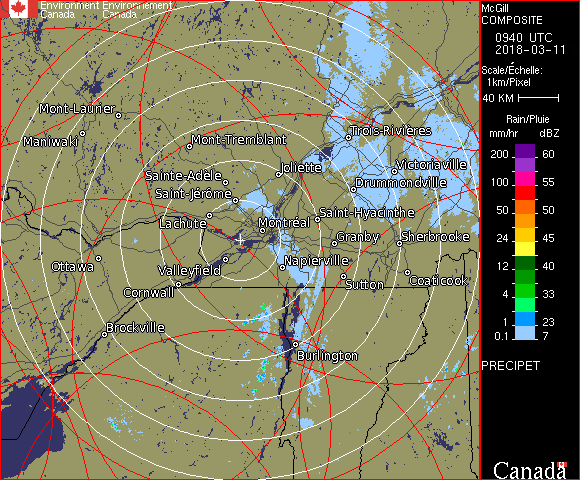 Environment Environnement
Canada Canada
McGill
COMPOSITE
0940 UTC
2018-03-11
Scale/Échelle:
1km/Pixel
40 KM
Rain/Pluie
mm/hr dBZ
200 60
100 55
50 50
24 45
12 40
4 33
1 23
0.1 7
PRECIPET
Canada
Mont-Laurier
Maniwaki
Mont-Tremblant
Trois-Rivières
Joliette
Victoriaville
Sainte-Adèle
Drummondville
Saint-Jérôme
Saint-Hyacinthe
Lachute
Montréal
Granby
Sherbrooke
Ottawa
Valleyfield
Napierville
Coaticook
Cornwall
Sutton
Brockville
Burlington